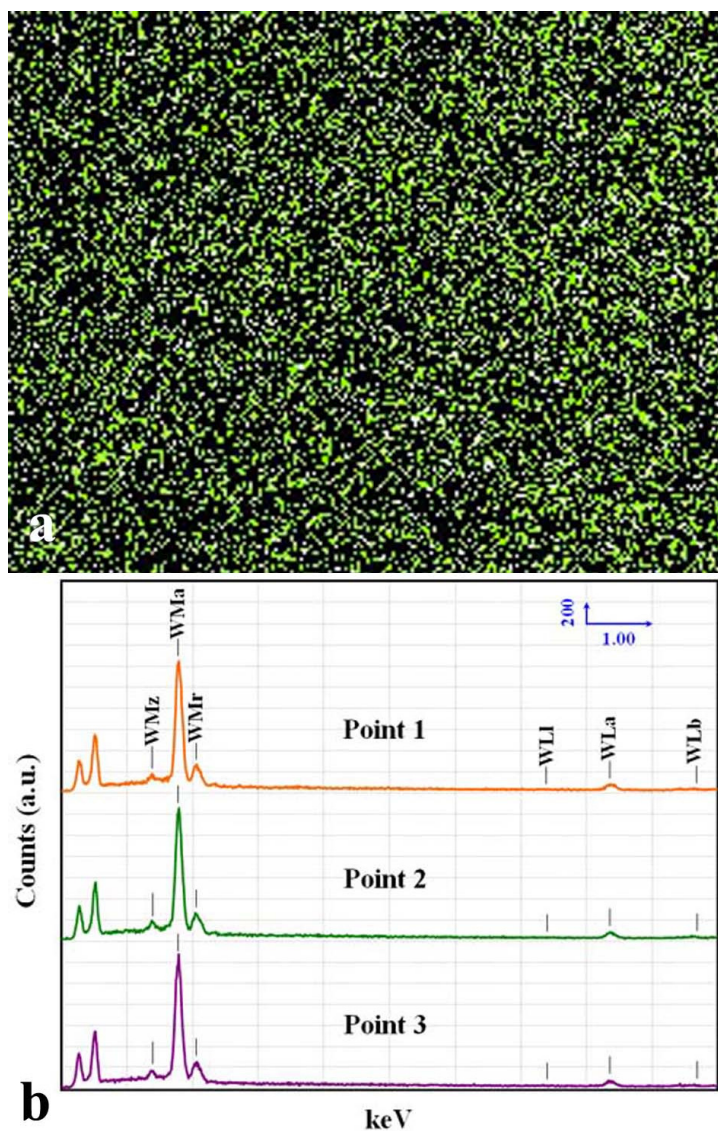 a
WMz
WMa
WMr
200
1.00
Point 1
WLl
WLa
WLb
Point 2
Point 3
Counts (a.u.)
b
keV